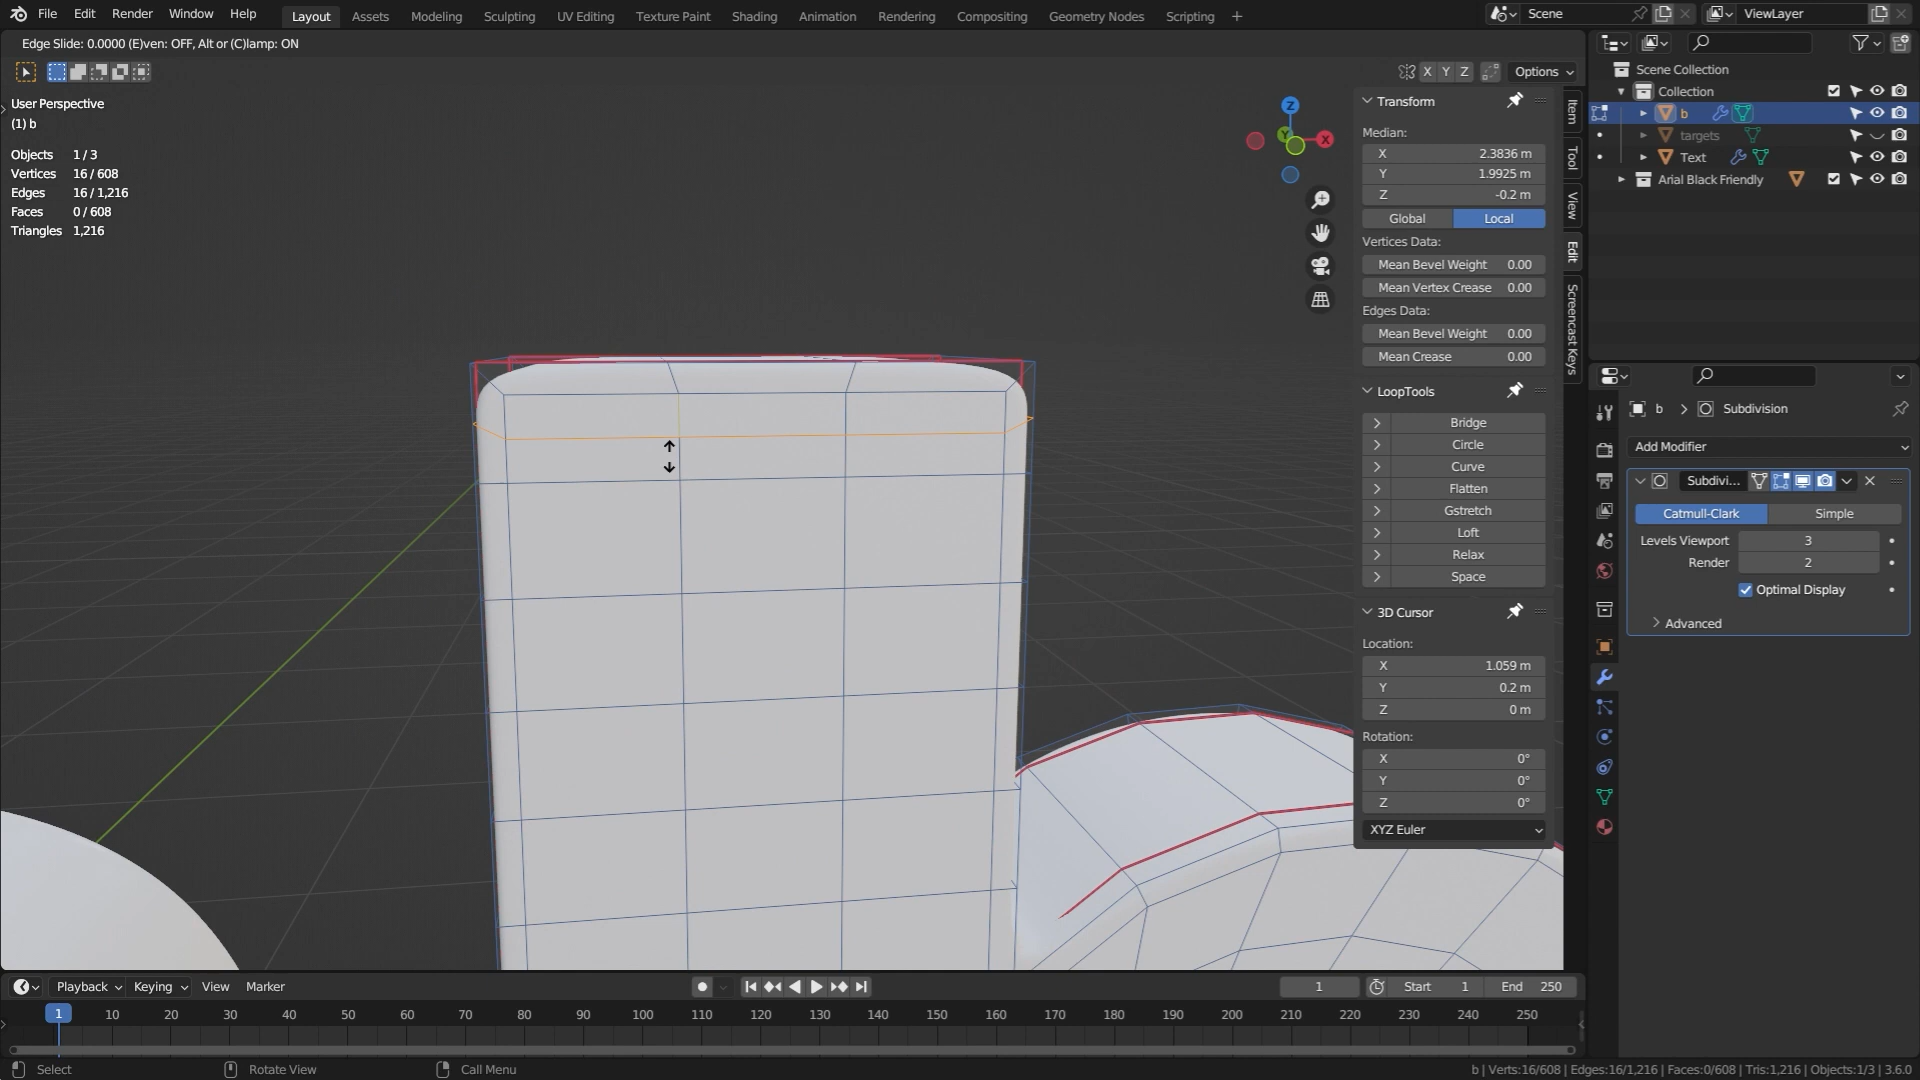 File Edit Render Window Help Layout Assets Modeling Sculpting UV Editing Texture Paint Shading Animation Rendering Compositing Geometry Nodes Scripting + Scene ViewLayer
Edge Slide: 0.0000 (E)ven: OFF, Alt or (C)lamp: ON
X Y Z Options
User Perspective
(1) b
Objects 1 / 3
Vertices 16 / 608
Edges 16 / 1,216
Faces 0 / 608
Triangles 1,216
Z
Y
X
Transform
Median:
X 2.3836 m
Y 1.9925 m
Z -0.2 m
Global Local
Vertices Data:
Mean Bevel Weight 0.00
Mean Vertex Crease 0.00
Edges Data:
Mean Bevel Weight 0.00
Mean Crease 0.00
LoopTools
Bridge
Circle
Curve
Flatten
Gstretch
Loft
Relax
Space
3D Cursor
Location:
X 1.059 m
Y 0.2 m
Z 0 m
Rotation:
X 0°
Y 0°
Z 0°
XYZ Euler
Item
Tool
View
Edit
Screencast Keys
Scene Collection
Collection
b
targets
Text
Arial Black Friendly
b > Subdivision
Add Modifier
Subdivi...
Catmull-Clark Simple
Levels Viewport 3
Render 2
Optimal Display
Advanced
Playback Keying View Marker 1 Start 1 End 250
1 10 20 30 40 50 60 70 80 90 100 110 120 130 140 150 160 170 180 190 200 210 220 230 240 250
Select Rotate View Call Menu b | Verts:16/608 | Edges:16/1,216 | Faces:0/608 | Tris:1,216 | Objects:1/3 | 3.6.0